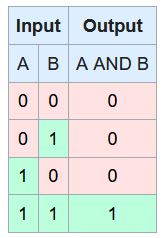 Input Output
A B A AND B
0 0 0
0 1 0
1 0 0
1 1 1